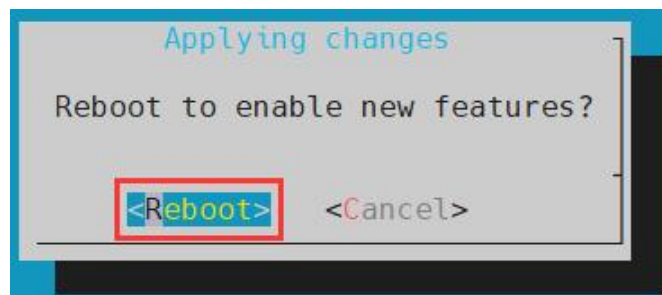 Applying changes
Reboot to enable new features?
<Reboot> <Cancel>